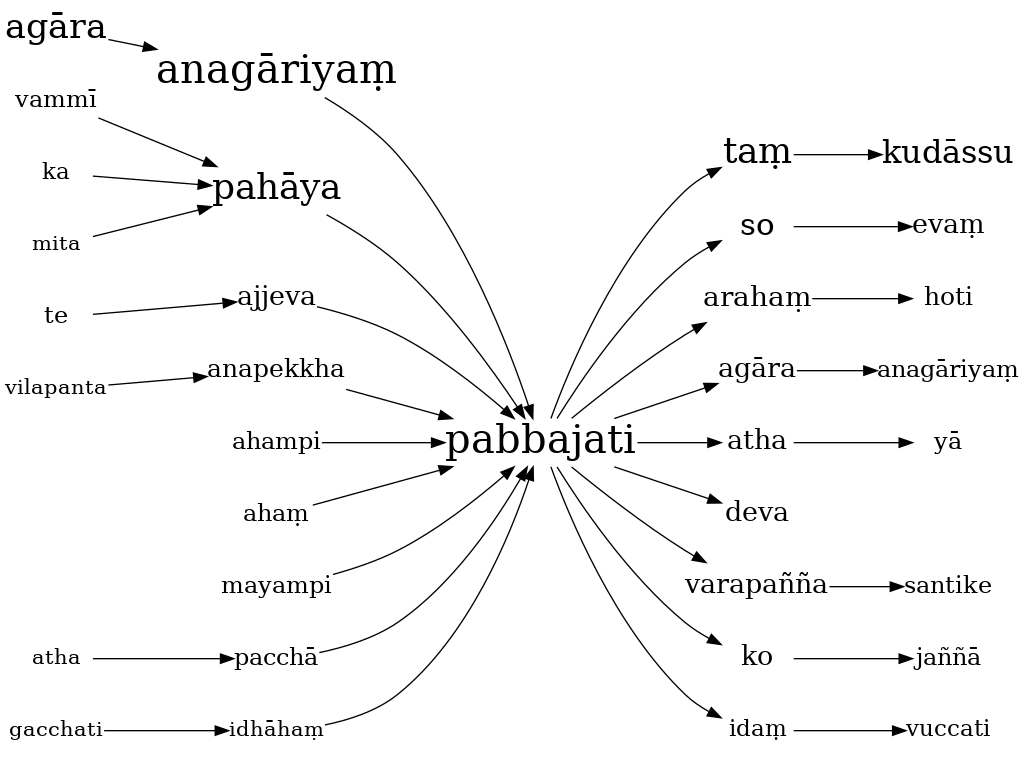 agāra
anagāriyaṃ
vammī
ka
pahāya
mita
te
ajjeva
vilapanta
anapekkha
ahampi
ahaṃ
mayampi
atha
pacchā
gacchati
idhāhaṃ
pabbajati
taṃ
kudāssu
so
evaṃ
arahaṃ
hoti
agāra
anagāriyaṃ
atha
yā
deva
varapañña
santike
ko
jaññā
idaṃ
vuccati